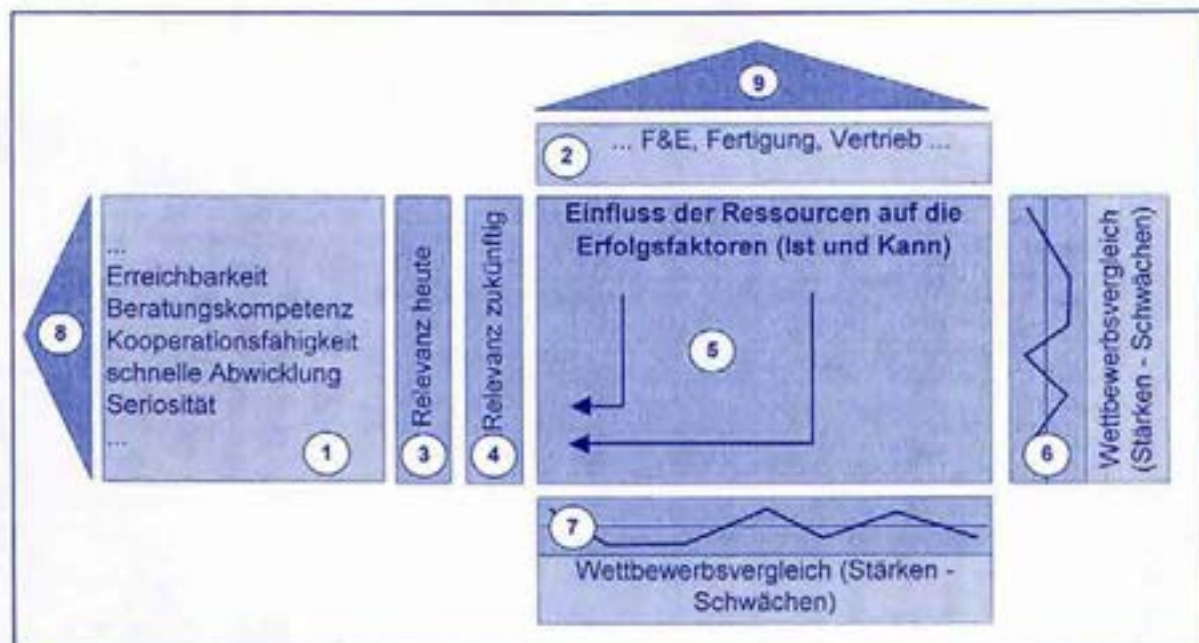 9
2
... F&E, Fertigung, Vertrieb ...
8
...
Erreichbarkeit
Beratungskompetenz
Kooperationsfähigkeit
schnelle Abwicklung
Seriosität
...
1
Relevanz heute
3
Relevanz zukünftig
4
Einfluss der Ressourcen auf die
Erfolgsfaktoren (Ist und Kann)
5
6
Wettbewerbsvergleich
(Stärken - Schwächen)
7
Wettbewerbsvergleich (Stärken -
Schwächen)